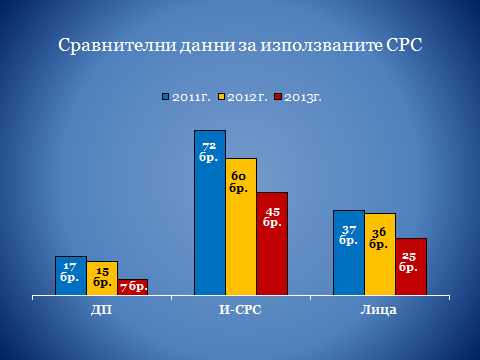 Сравнителни данни за използваните СРС
2011г. 2012г. 2013г.
72
бр.
60
бр.
45
бр.
37
бр.
36
бр.
25
бр.
17
бр.
15
бр.
7 бр.
ДП И-СРС Лица